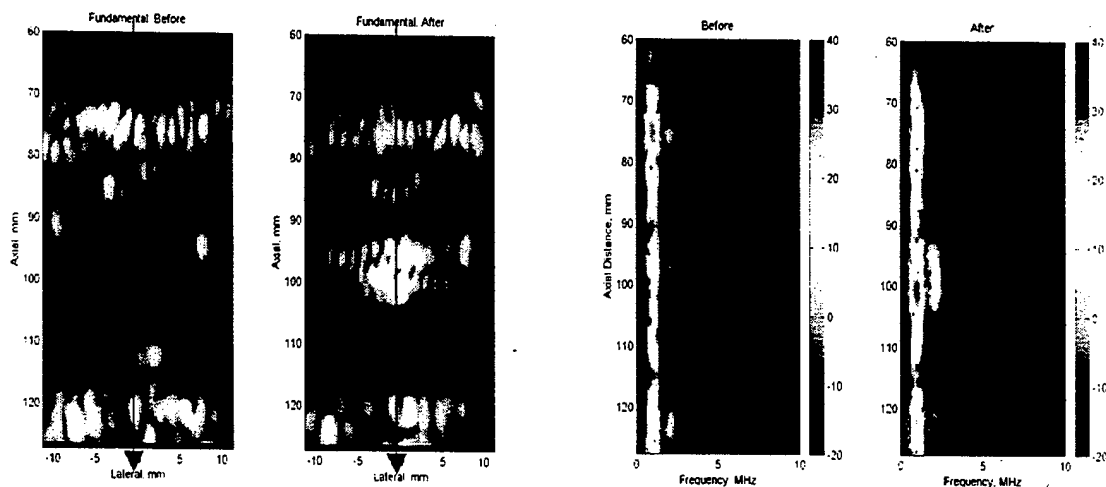 Fundamental Before
60
70
80
90
100
110
120
Axial, mm
-10 -5 5 10
Lateral, mm
Fundamental, After
60
70
80
90
100
110
120
Axial, mm
-10 -5 5 10
Lateral, mm
Before
60
70
80
90
100
110
120
Axial Distance, mm
0 5 10
Frequency, MHz
40
30
20
10
0
-10
-20
After
60
70
80
90
100
110
120
0 5 10
Frequency, MHz
-10
-20